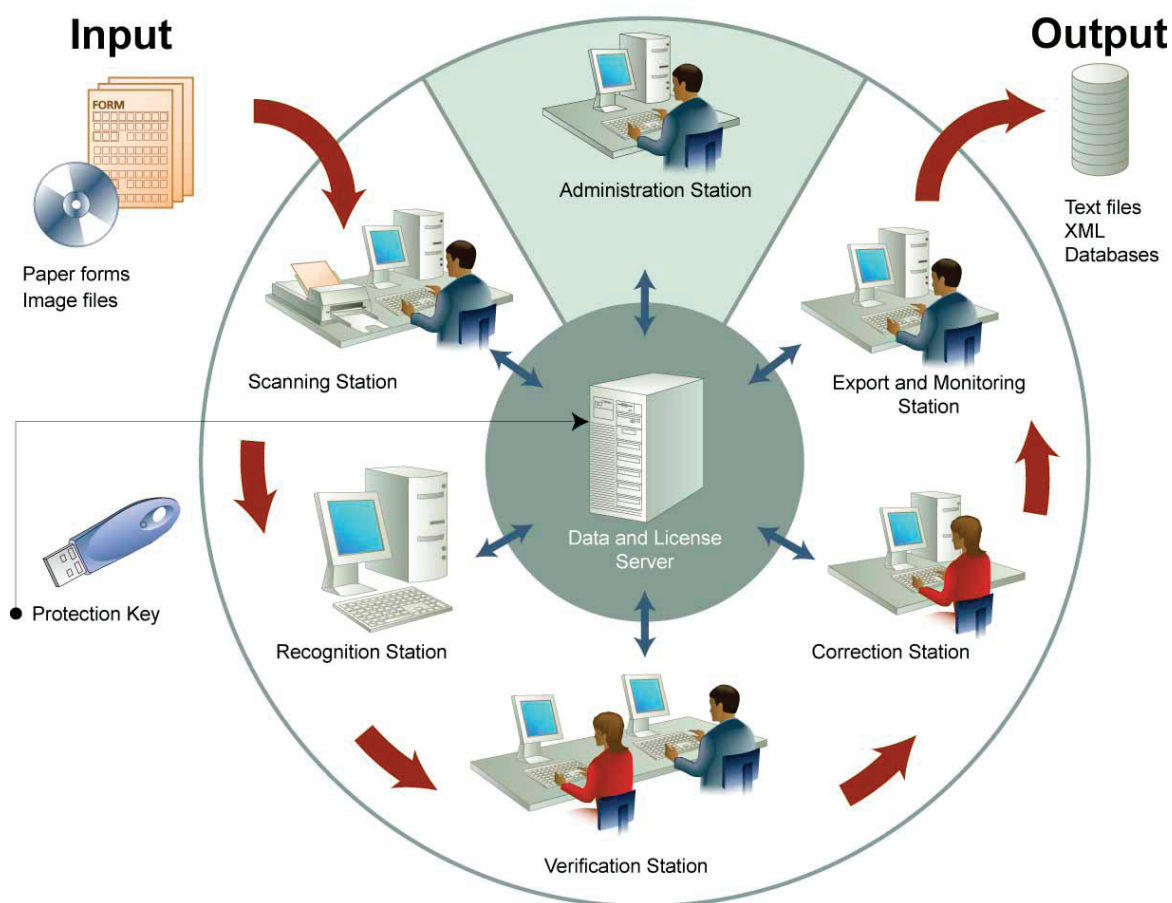 Input
Output
FORM
Paper forms
Image files
Administration Station
Text files
XML
Databases
Scanning Station
Export and Monitoring
Station
Data and License
Server
Protection Key
Recognition Station
Correction Station
Verification Station